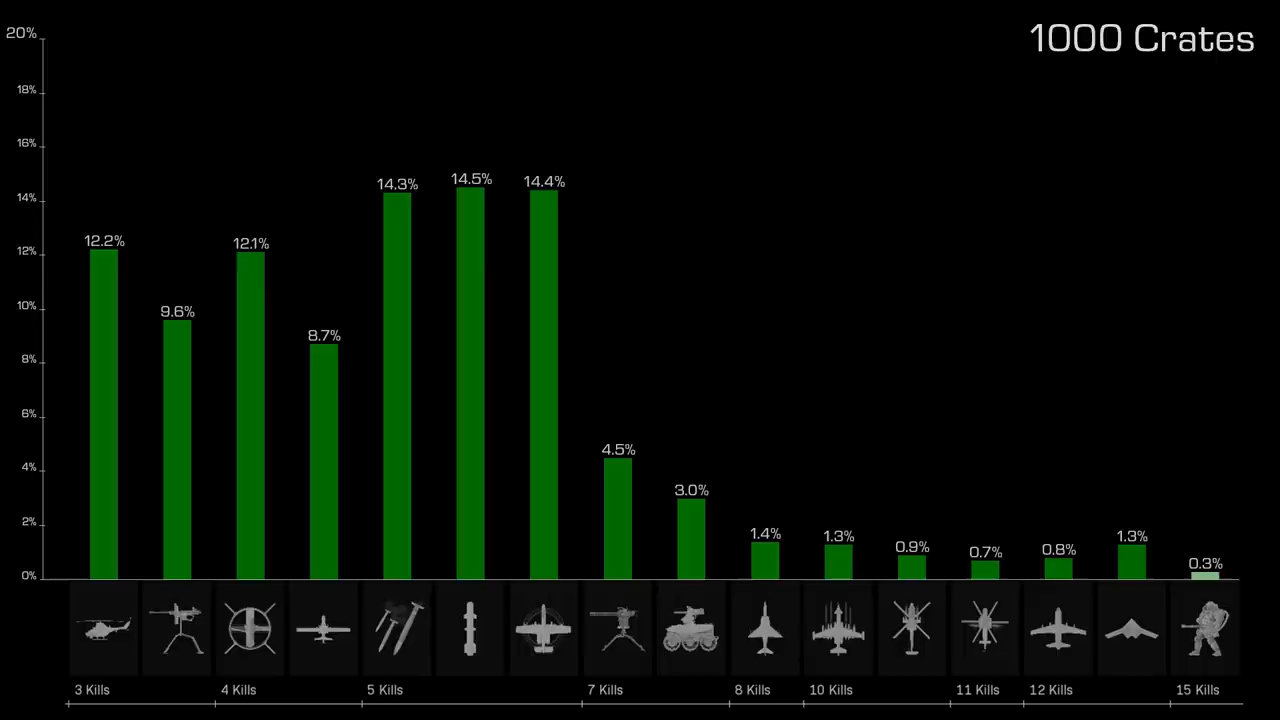 1000 Crates
20%
18%
16%
14%
12%
10%
8%
6%
4%
2%
0%
12.2%
9.6%
12.1%
8.7%
14.3%
14.5%
14.4%
4.5%
3.0%
1.4%
1.3%
0.9%
0.7%
0.8%
1.3%
0.3%
3 Kills
4 Kills
5 Kills
7 Kills
8 Kills
10 Kills
11 Kills
12 Kills
15 Kills